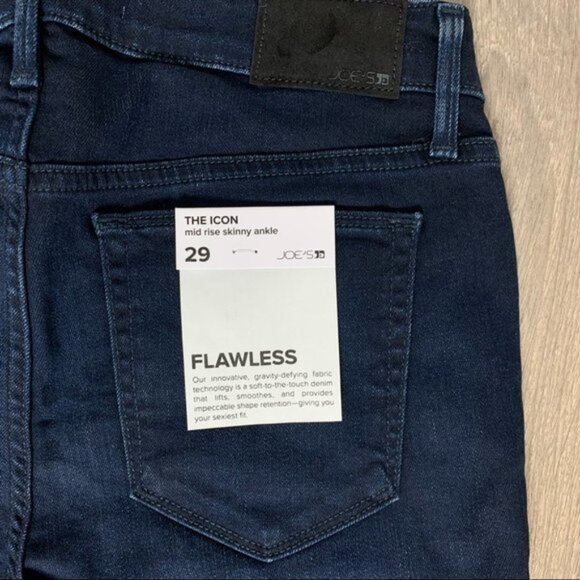 JOE'S
THE ICON
mid rise skinny ankle
29
JOE'S
FLAWLESS
Our innovative, gravity-defying fabric
technology is a soft-to-the-touch denim
that lifts, smoothes, and provides
impeccable shape retention—giving you
your sexiest fit.